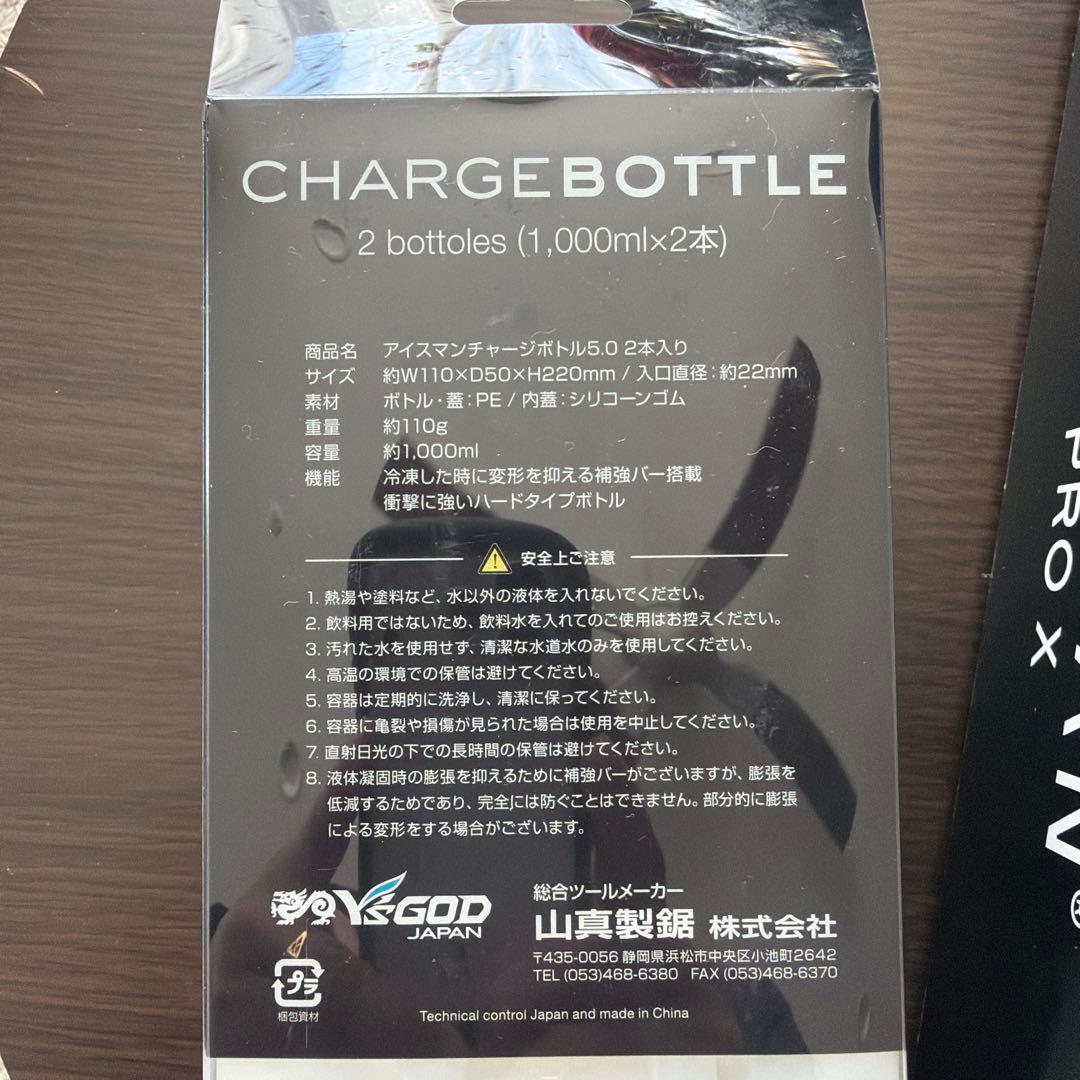 CHARGEBOTTLE
2 bottoles (1,000ml×2本)
商品名 アイスマンチャージボトル5.0 2本入り
サイズ 約W110×D50×H220mm / 入口直径：約22mm
素材 ボトル・蓋：PE / 内蓋：シリコーンゴム
重量 約110g
容量 約1,000ml
機能 冷凍した時に変形を抑える補強バー搭載
衝撃に強いハードタイプボトル
安全上ご注意
1. 熱湯や塗料など、水以外の液体を入れないでください。
2. 飲料用ではないため、飲料水を入れてのご使用はお控えください。
3. 汚れた水を使用せず、清潔な水道水のみを使用してください。
4. 高温の環境での保管は避けてください。
5. 容器は定期的に洗浄し、清潔に保ってください。
6. 容器に亀裂や損傷が見られた場合は使用を中止してください。
7. 直射日光の下での長時間の保管は避けてください。
8. 液体凝固時の膨張を抑えるために補強バーがございますが、膨張を
低減するためであり、完全には防ぐことはできません。部分的に膨張
による変形をする場合がございます。
Y'sGOD
JAPAN
総合ツールメーカー
山真製鋸 株式会社
〒435-0056 静岡県浜松市中央区小池町2642
TEL (053)468-6380 FAX (053)468-6370
プラ
梱包資材
Technical control Japan and made in China
PRO X